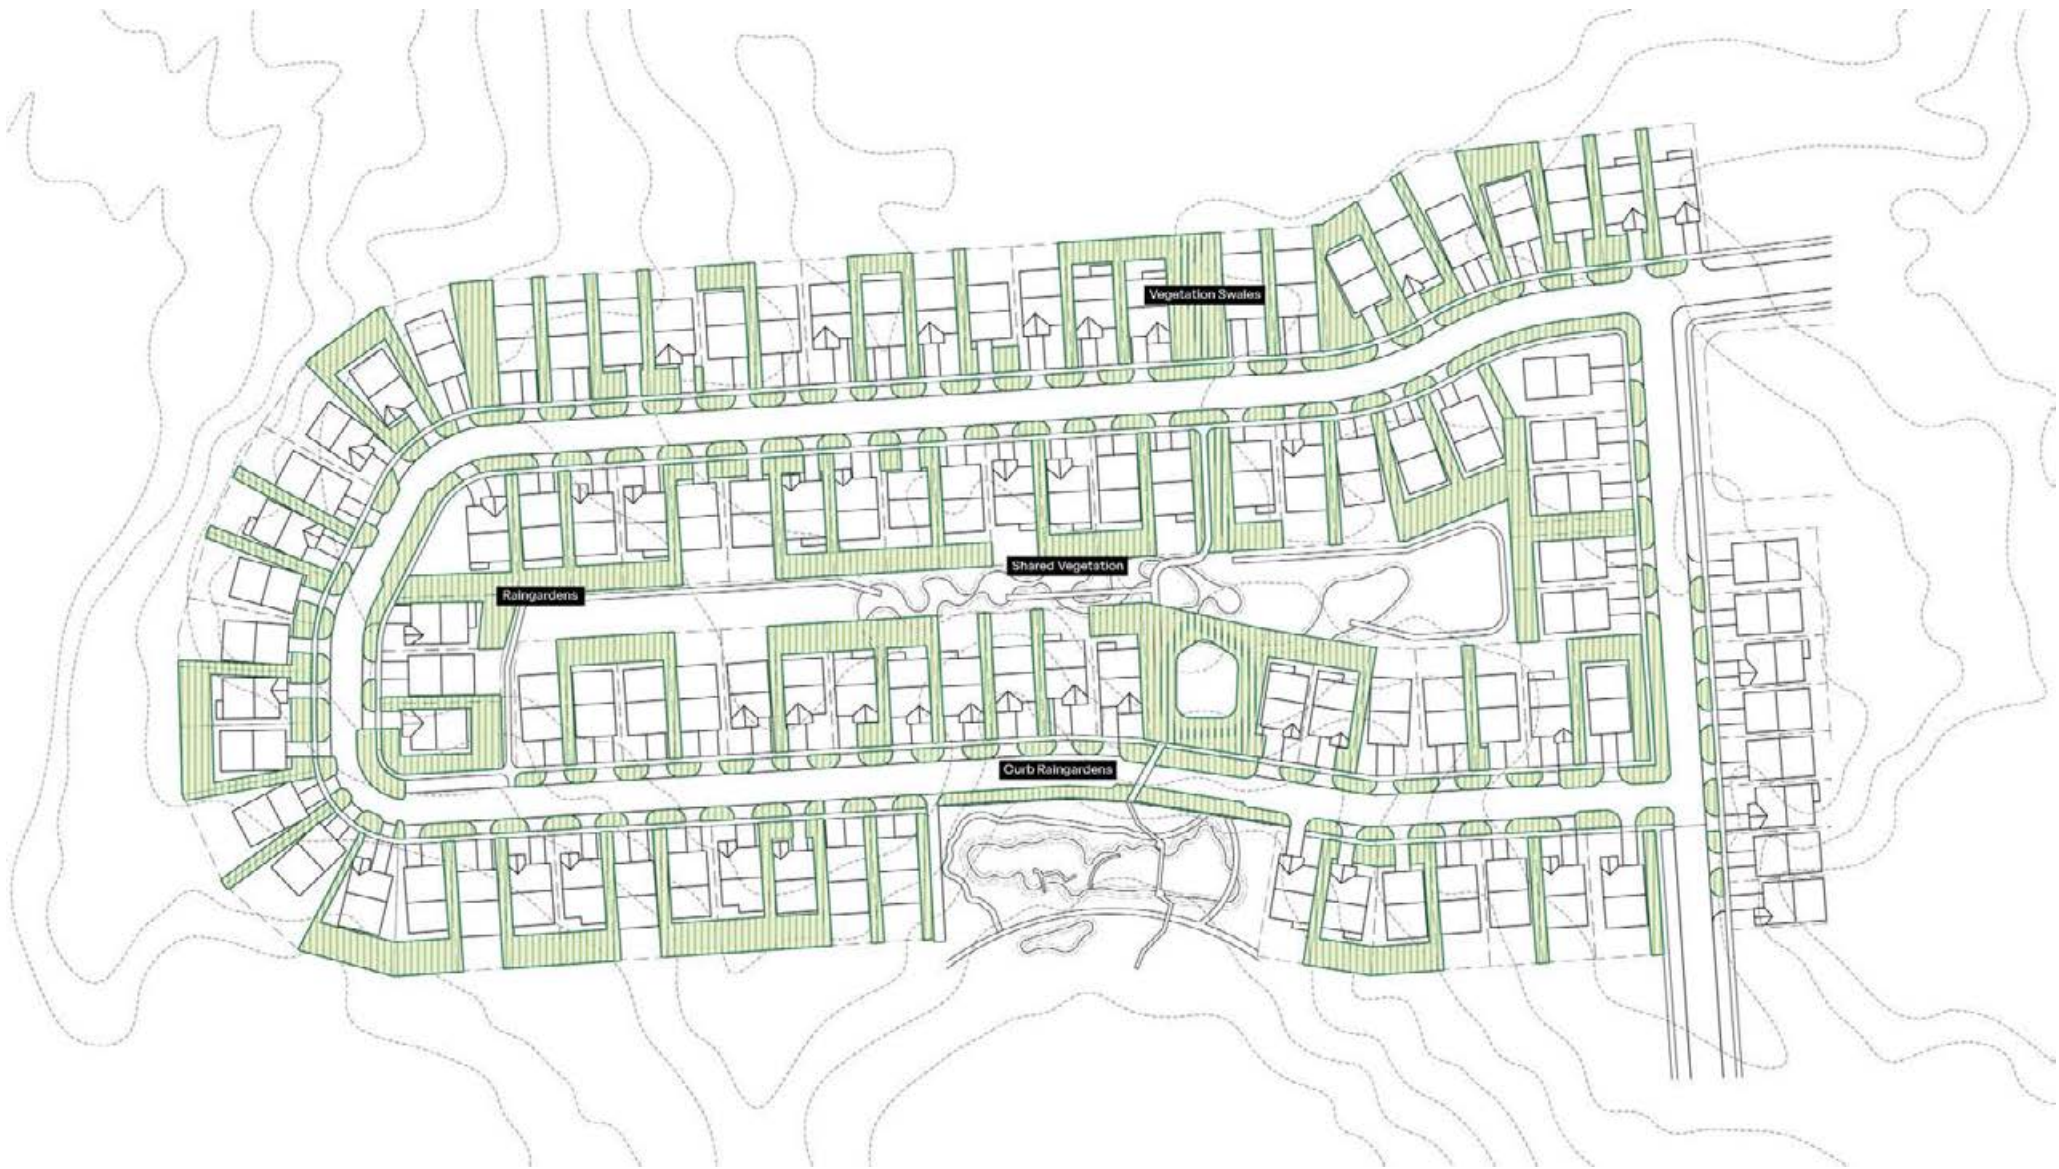 Vegetation Swales
Shared Vegetation
Raingardens
Curb Raingardens